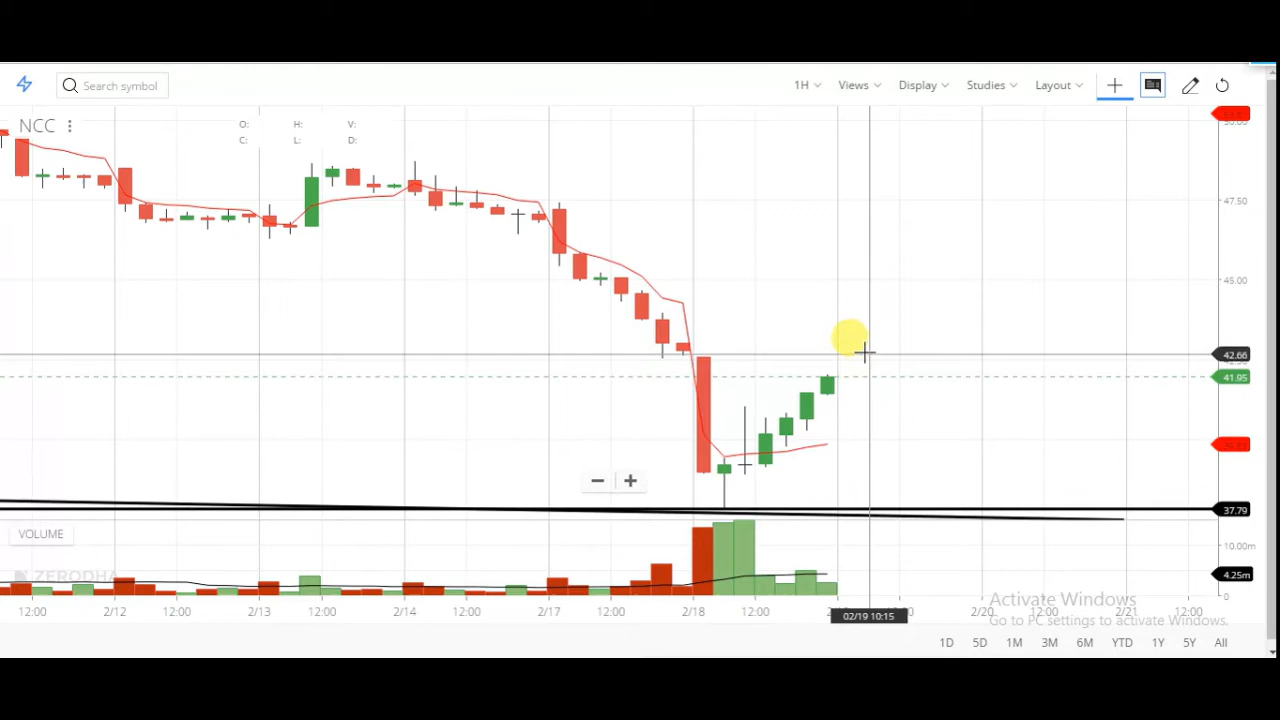 Search symbol
1H Views Display Studies Layout
NCC
O: H: V:
C: L: D:
47.50
45.00
42.66
41.95
37.79
VOLUME
10.00m
4.25m
0
ZERODHA
12:00 2/12 12:00 2/13 12:00 2/14 12:00 2/17 12:00 2/18 12:00 2/20 12:00 2/21 12:00
02/19 10:15
Activate Windows
Go to PC settings to activate Windows.
1D 5D 1M 3M 6M YTD 1Y 5Y All